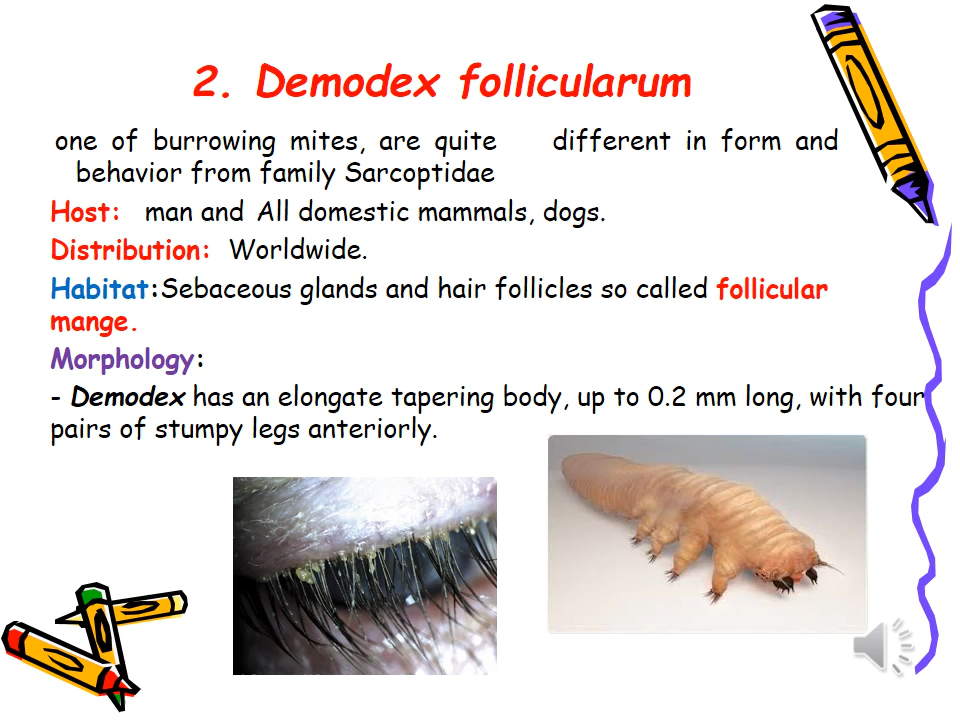 2. Demodex follicularum
one of burrowing mites, are quite different in form and
behavior from family Sarcoptidae
Host: man and All domestic mammals, dogs.
Distribution: Worldwide.
Habitat:Sebaceous glands and hair follicles so called follicular
mange.
Morphology:
- Demodex has an elongate tapering body, up to 0.2 mm long, with four
pairs of stumpy legs anteriorly.